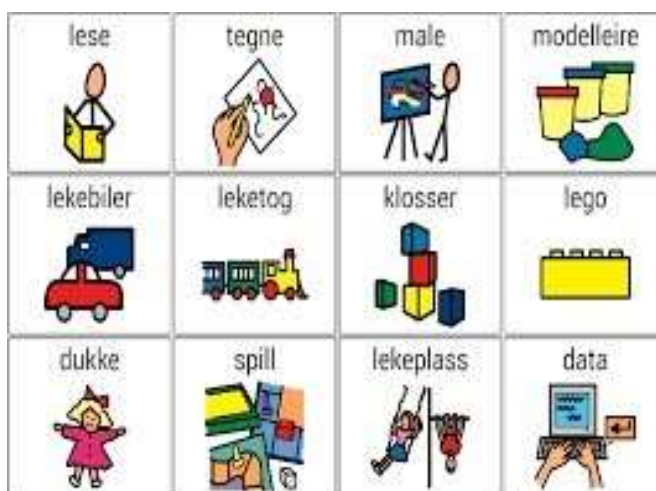 lese
tegne
male
modelleire
lekebiler
leketog
klosser
lego
dukke
spill
lekeplass
data